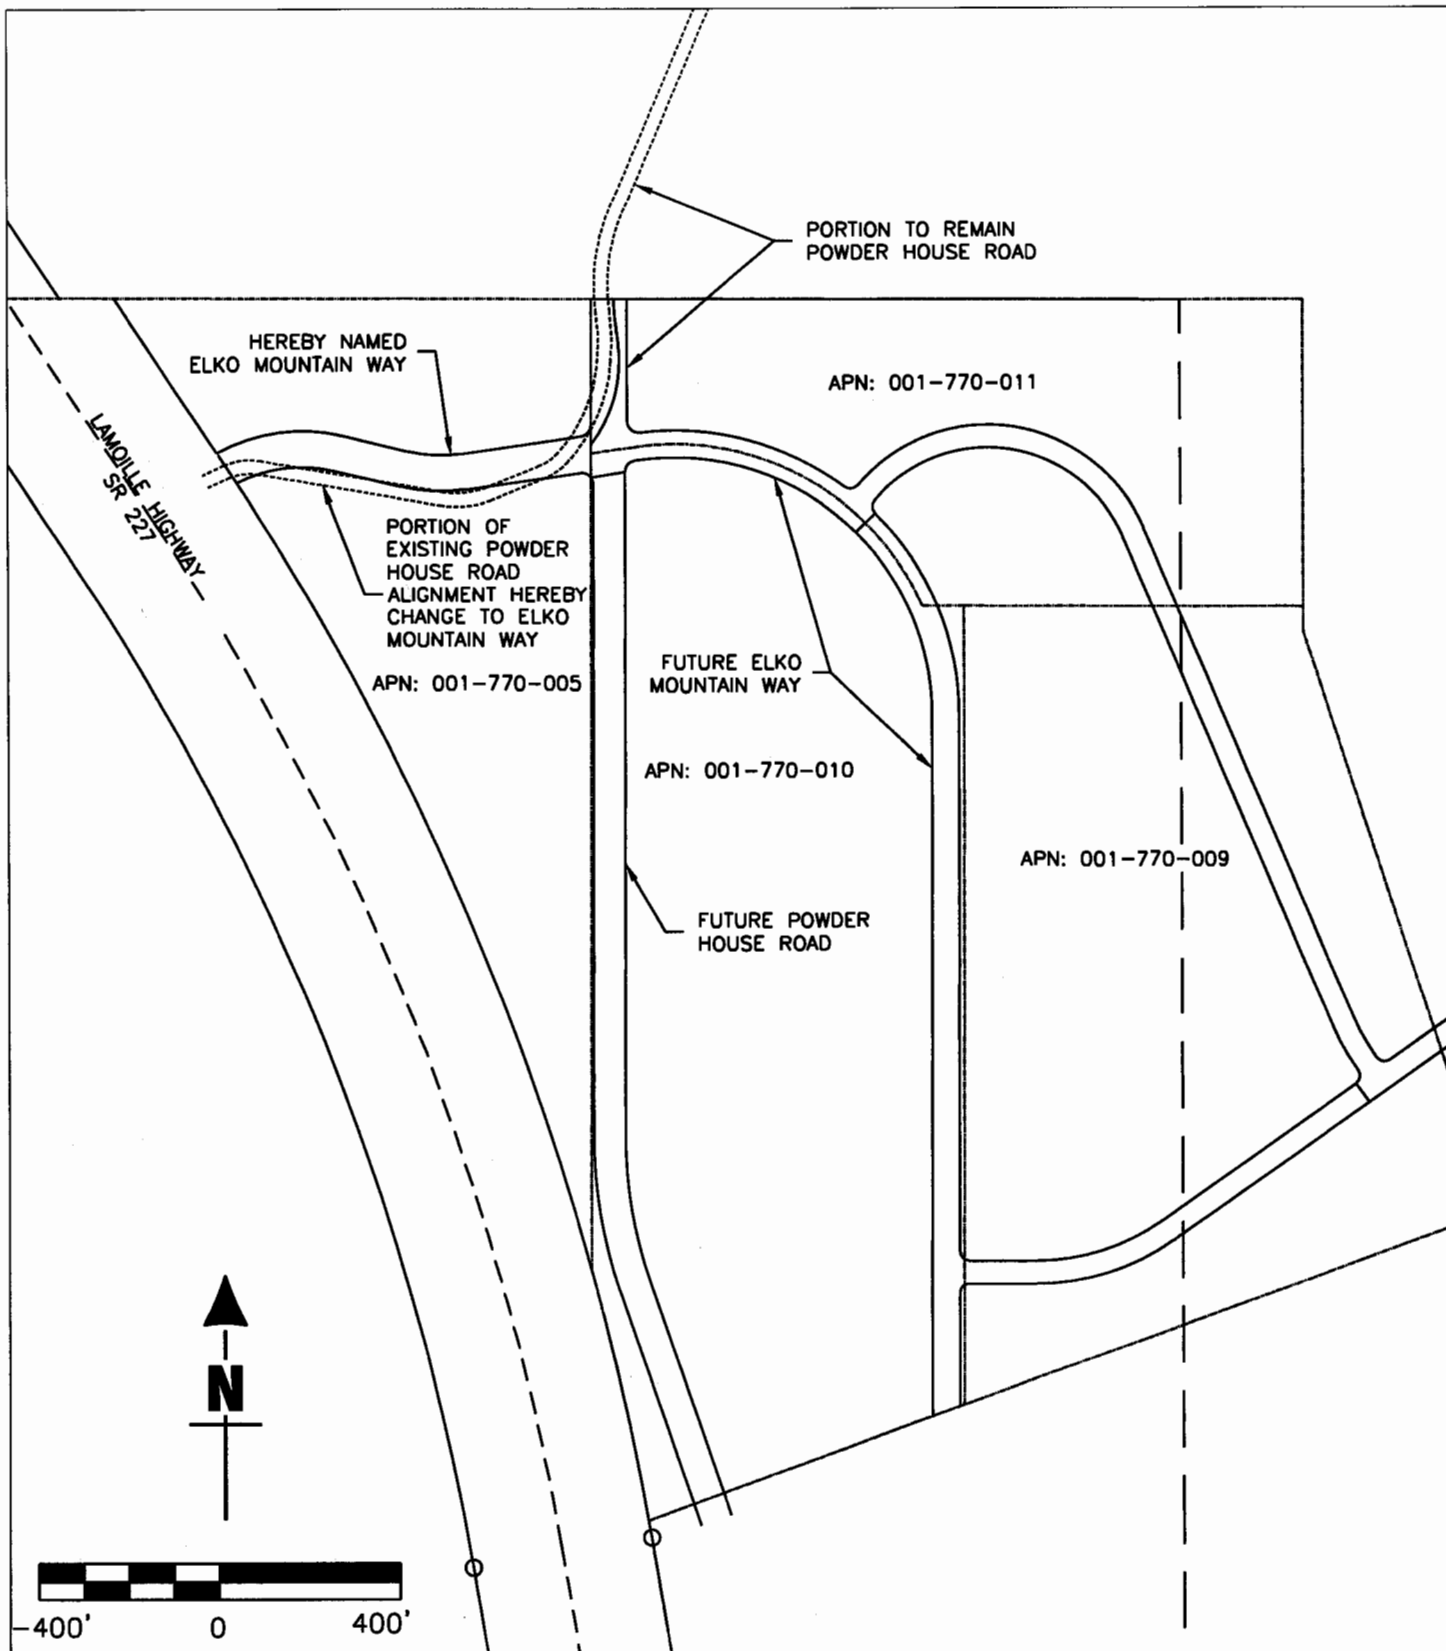 PORTION TO REMAIN
POWDER HOUSE ROAD
HEREBY NAMED
ELKO MOUNTAIN WAY
APN: 001-770-011
LAMOILLE HIGHWAY
SR 227
PORTION OF
EXISTING POWDER
HOUSE ROAD
ALIGNMENT HEREBY
CHANGE TO ELKO
MOUNTAIN WAY
APN: 001-770-005
FUTURE ELKO
MOUNTAIN WAY
APN: 001-770-010
APN: 001-770-009
FUTURE POWDER
HOUSE ROAD
N
-400' 0 400'